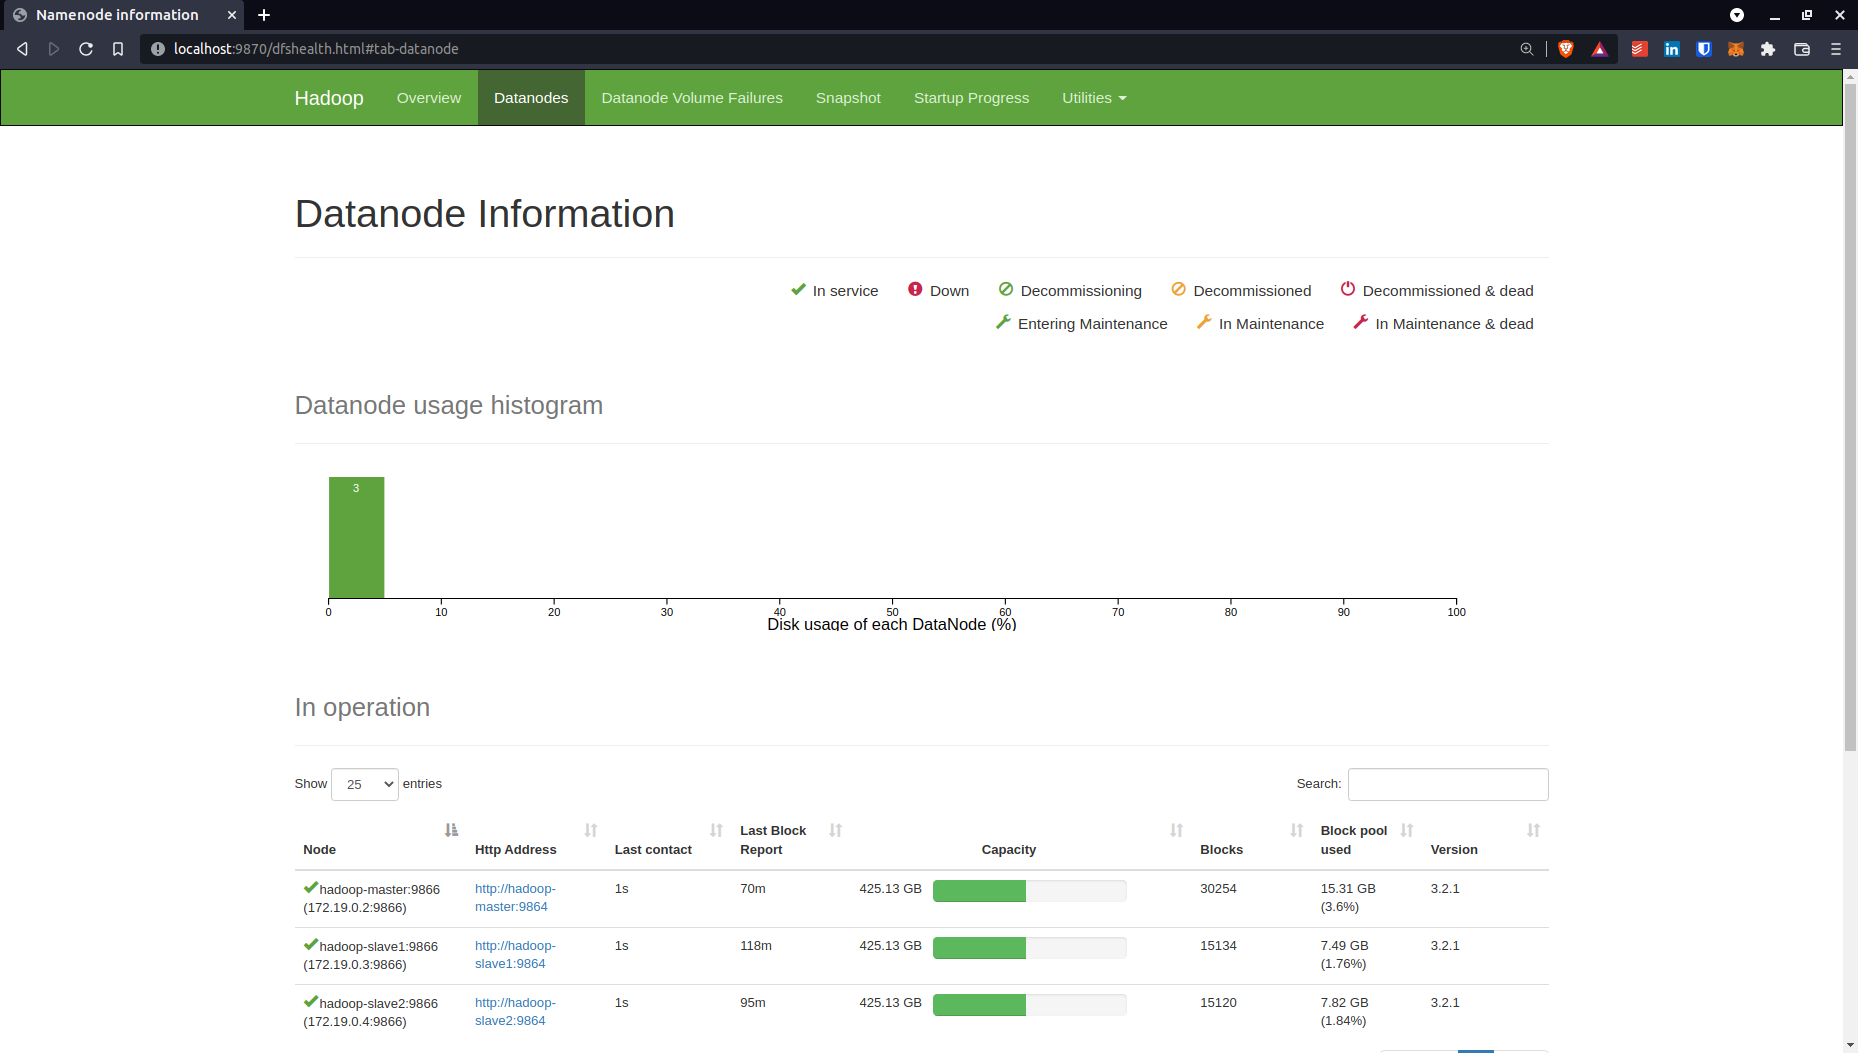 Namenode information
localhost:9870/dfshealth.html#tab-datanode
Hadoop Overview Datanodes Datanode Volume Failures Snapshot Startup Progress Utilities
Datanode Information
In service Down Decommissioning Decommissioned Decommissioned & dead
Entering Maintenance In Maintenance In Maintenance & dead
Datanode usage histogram
3
0 10 20 30 40 50 60 70 80 90 100
Disk usage of each DataNode (%)
In operation
Show 25 entries Search:
Node Http Address Last contact Last Block Report Capacity Blocks Block pool used Version
hadoop-master:9866 http://hadoop- 1s 70m 425.13 GB 30254 15.31 GB 3.2.1
(172.19.0.2:9866) master:9864 (3.6%)
hadoop-slave1:9866 http://hadoop- 1s 118m 425.13 GB 15134 7.49 GB 3.2.1
(172.19.0.3:9866) slave1:9864 (1.76%)
hadoop-slave2:9866 http://hadoop- 1s 95m 425.13 GB 15120 7.82 GB 3.2.1
(172.19.0.4:9866) slave2:9864 (1.84%)